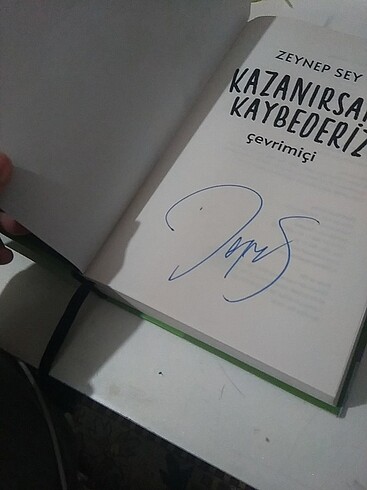 ZEYNEP SEY
KAZANIRSAK
KAYBEDERİZ
çevrimiçi